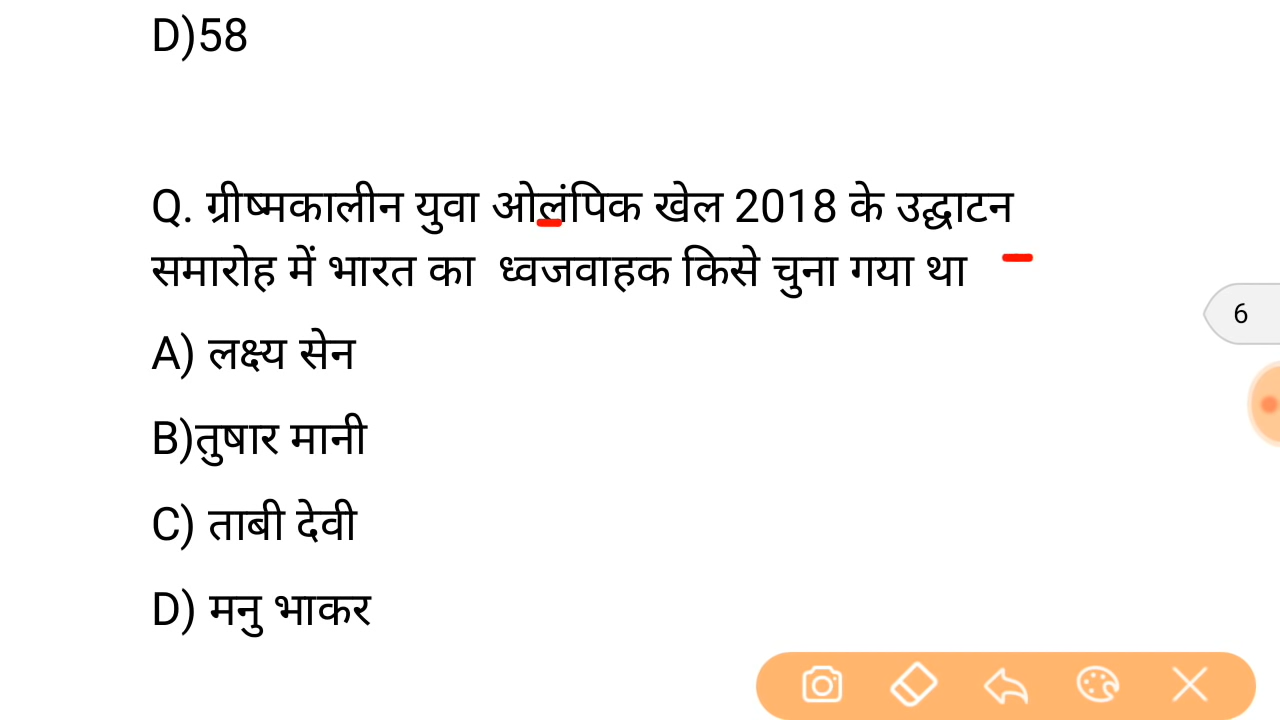 D)58
Q. ग्रीष्मकालीन युवा ओलंपिक खेल 2018 के उद्घाटन
समारोह में भारत का ध्वजवाहक किसे चुना गया था
6
A) लक्ष्य सेन
B)तुषार मानी
C) ताबी देवी
D) मनु भाकर